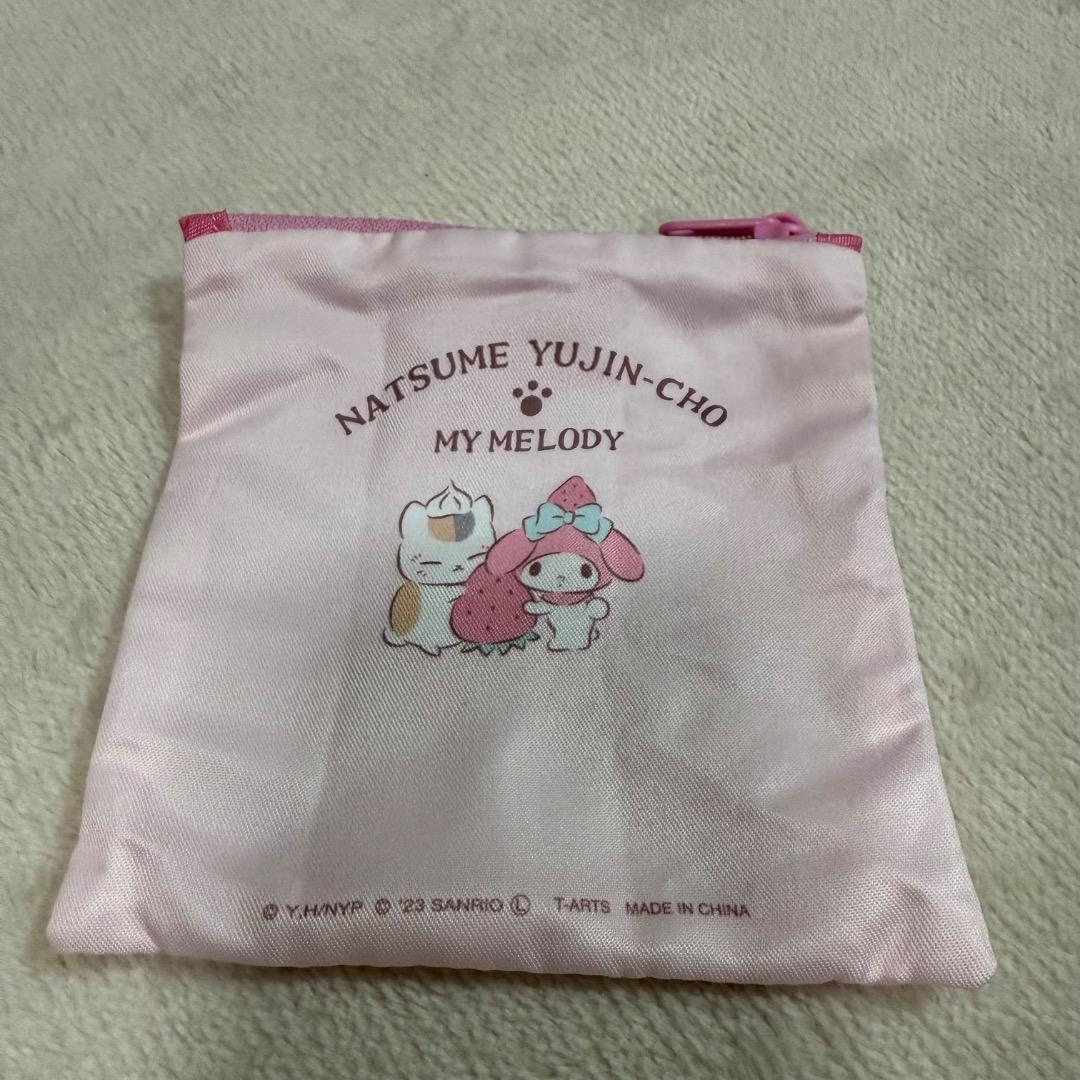 NATSUME YUJIN-CHO
MY MELODY
© Y.H/NYP © '23 SANRIO Ⓛ T-ARTS MADE IN CHINA